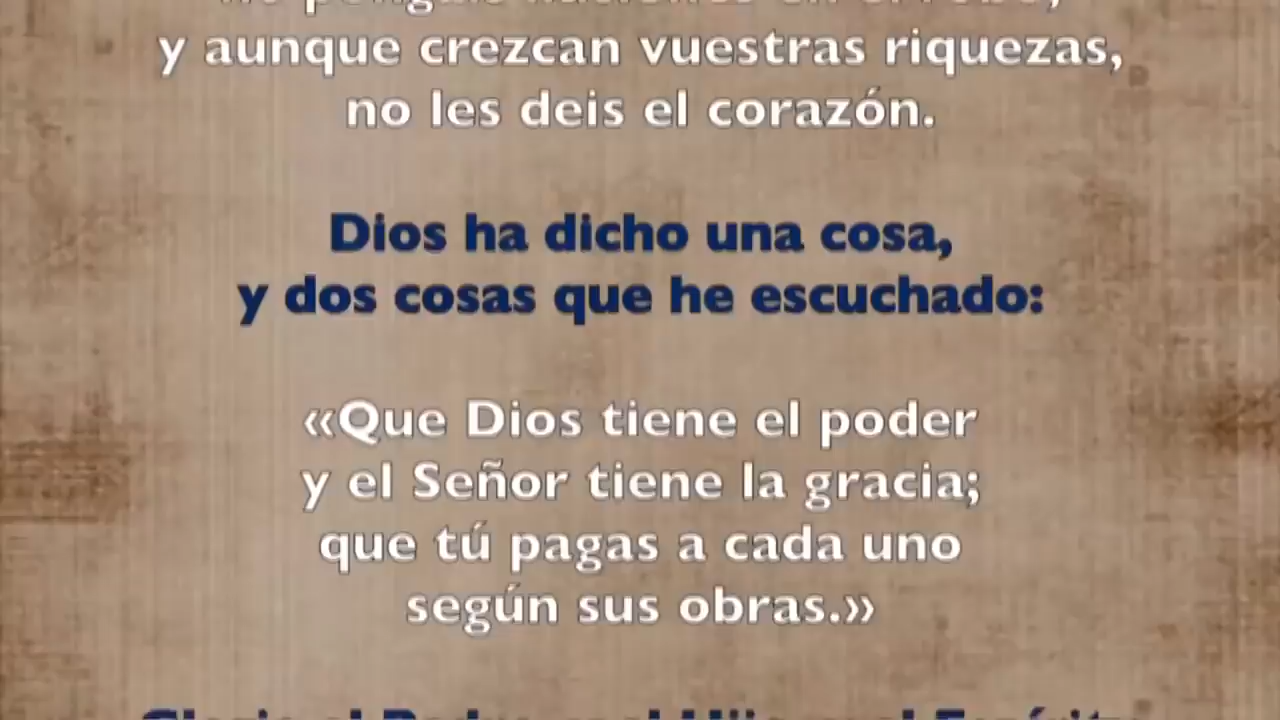 y aunque crezcan vuestras riquezas,
no les deis el corazón.
Dios ha dicho una cosa,
y dos cosas que he escuchado:
«Que Dios tiene el poder
y el Señor tiene la gracia;
que tú pagas a cada uno
según sus obras.»